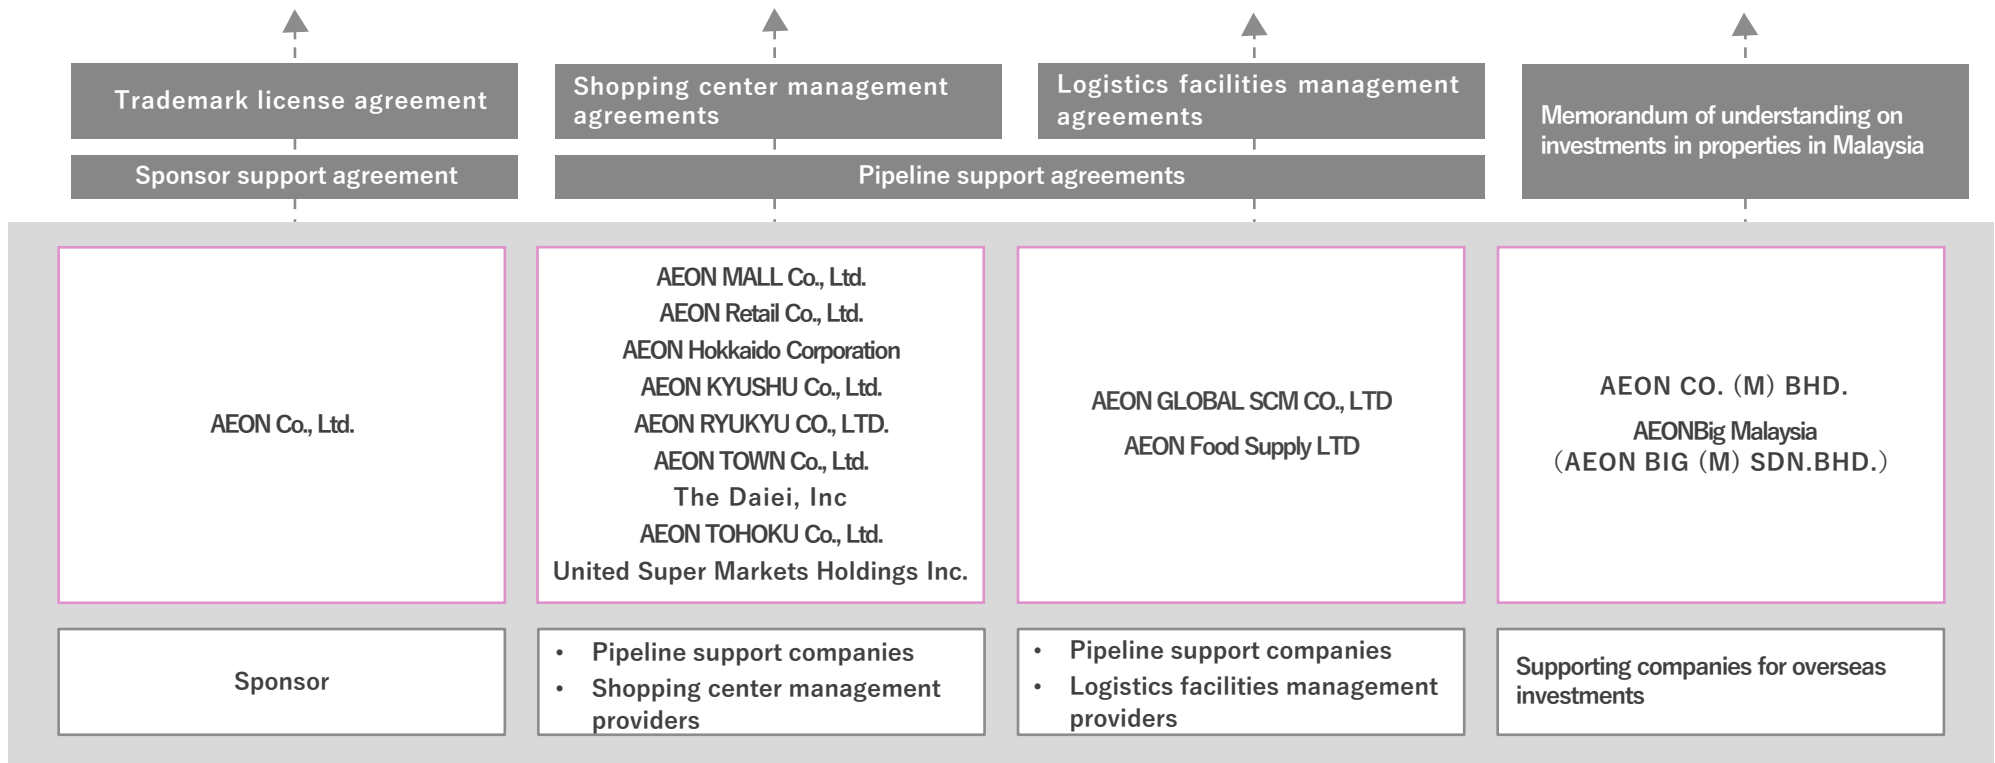 Trademark license agreement
Shopping center management
agreements
Logistics facilities management
agreements
Memorandum of understanding on
investments in properties in Malaysia
Sponsor support agreement
Pipeline support agreements
AEON Co., Ltd.
AEON MALL Co., Ltd.
AEON Retail Co., Ltd.
AEON Hokkaido Corporation
AEON KYUSHU Co., Ltd.
AEON RYUKYU CO., LTD.
AEON TOWN Co., Ltd.
The Daiei, Inc
AEON TOHOKU Co., Ltd.
United Super Markets Holdings Inc.
AEON GLOBAL SCM CO., LTD
AEON Food Supply LTD
AEON CO. (M) BHD.
AEONBig Malaysia
（AEON BIG (M) SDN.BHD.）
Sponsor
• Pipeline support companies
• Shopping center management
providers
• Pipeline support companies
• Logistics facilities management
providers
Supporting companies for overseas
investments